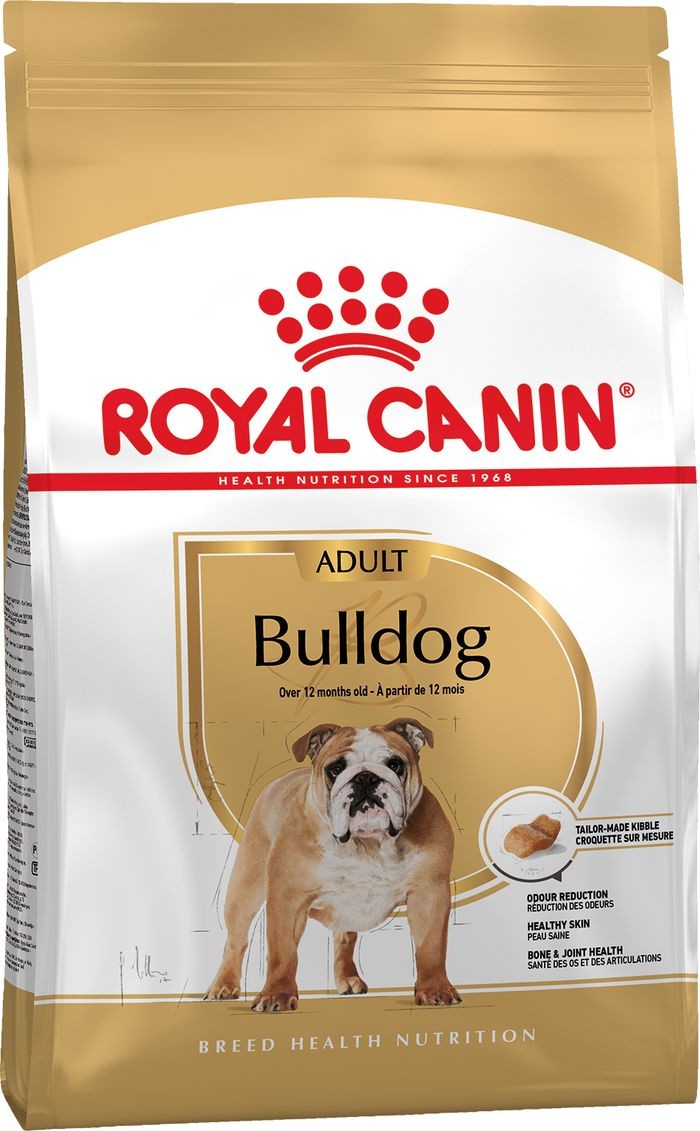 ROYAL CANIN®
HEALTH NUTRITION SINCE 1968
ADULT
Bulldog
Over 12 months old - À partir de 12 mois
TAILOR-MADE KIBBLE
CROQUETTE SUR MESURE
ODOUR REDUCTION
RÉDUCTION DES ODEURS
HEALTHY SKIN
PEAU SAINE
BONE & JOINT HEALTH
SANTÉ DES OS ET DES ARTICULATIONS
BREED HEALTH NUTRITION